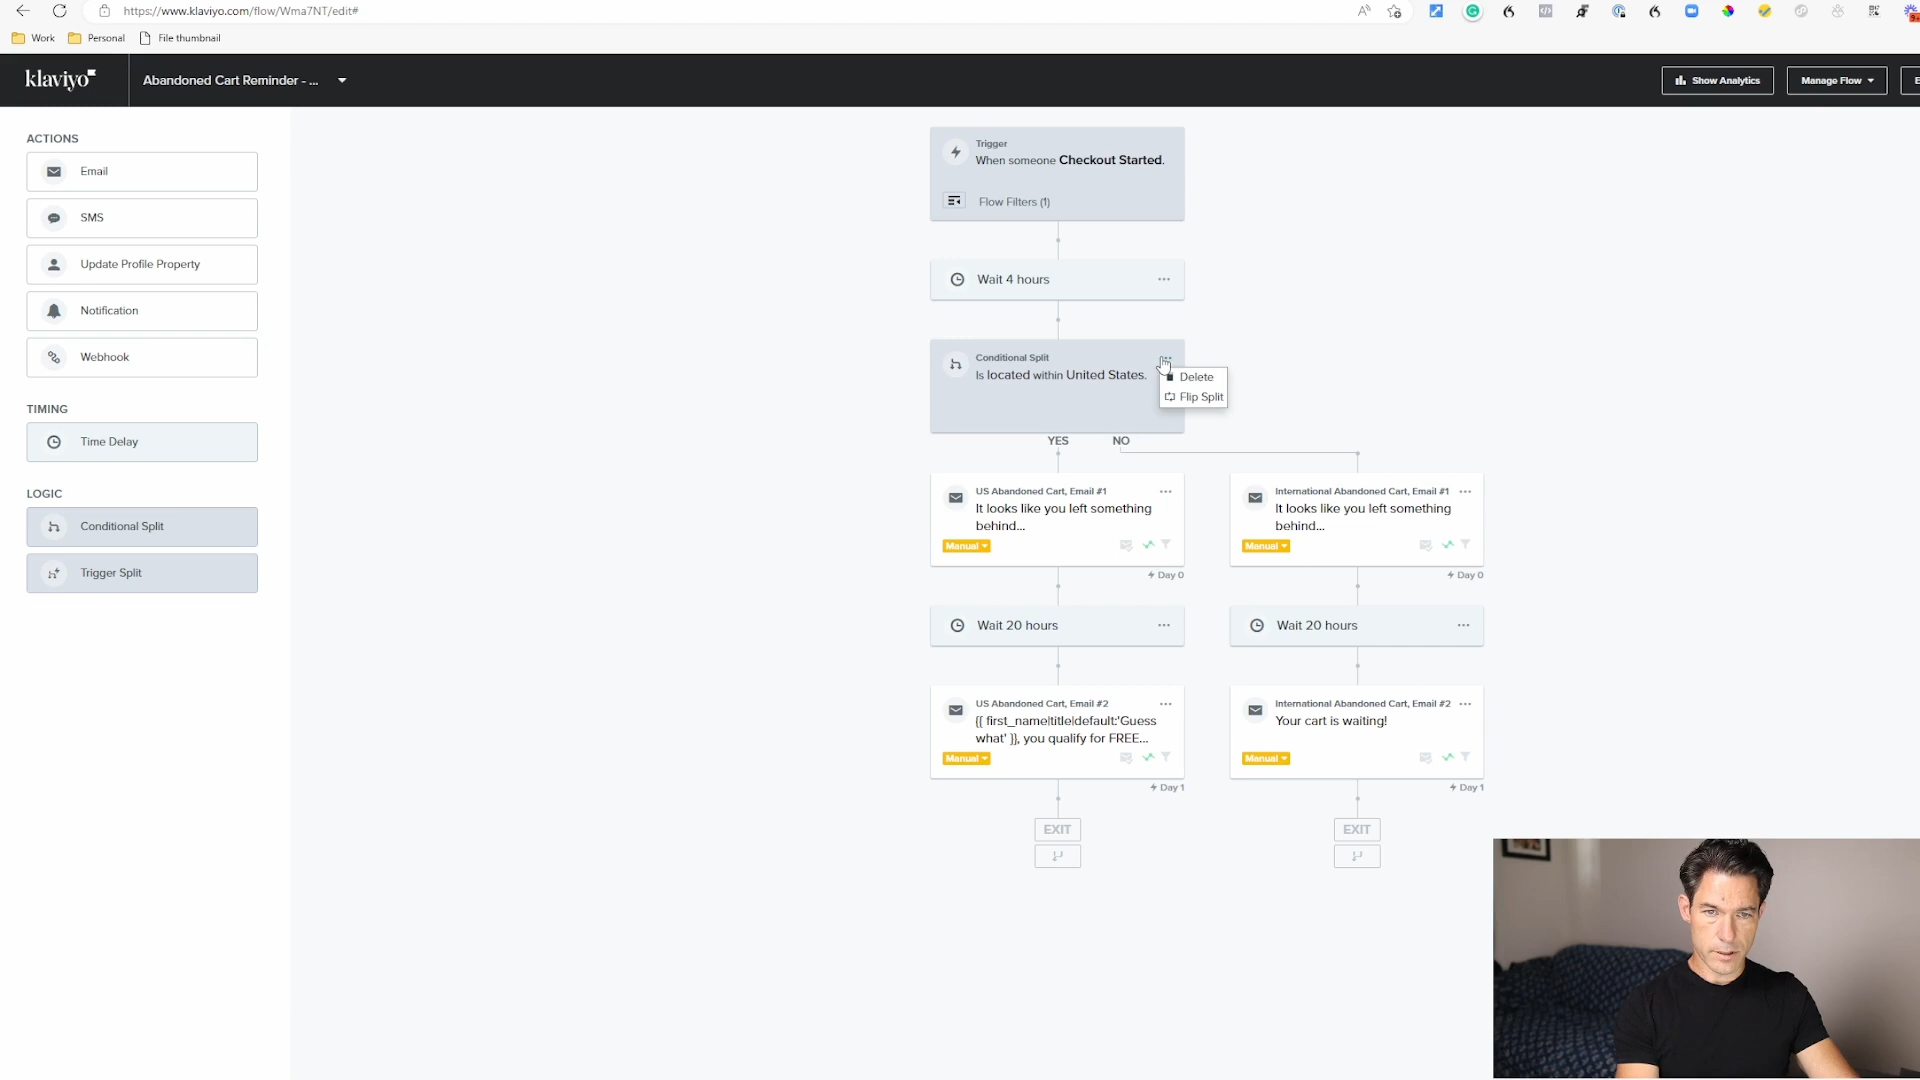 https://www.klaviyo.com/flow/Wma7NT/edit#
Work
Personal
File thumbnail
klaviyo
Abandoned Cart Reminder - ...
Show Analytics
Manage Flow
ACTIONS
Email
SMS
Update Profile Property
Notification
Webhook
TIMING
Time Delay
LOGIC
Conditional Split
Trigger Split
Trigger
When someone Checkout Started.
Flow Filters (1)
Wait 4 hours
Conditional Split
Is located within United States.
Delete
Flip Split
YES
NO
US Abandoned Cart, Email #1
It looks like you left something
behind...
Manual
Day 0
International Abandoned Cart, Email #1
It looks like you left something
behind...
Manual
Day 0
Wait 20 hours
Wait 20 hours
US Abandoned Cart, Email #2
{{ first_name|title|default:'Guess
what' }}, you qualify for FREE...
Manual
Day 1
International Abandoned Cart, Email #2
Your cart is waiting!
Manual
Day 1
EXIT
EXIT